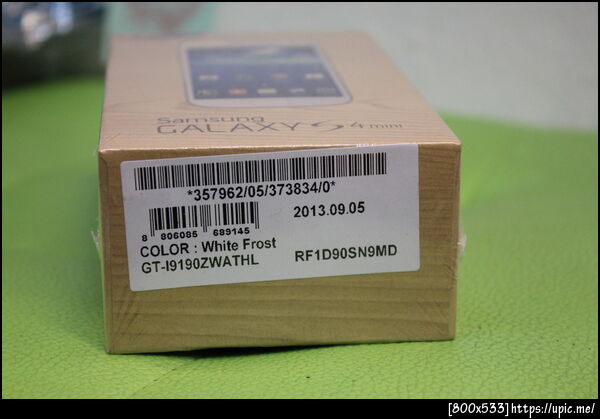 Samsung
GALAXY S4 mini
*357962/05/373834/0*
2013.09.05
8 806085 689145
COLOR : White Frost
GT-I9190ZWATHL RF1D90SN9MD
[800x533]https://upic.me/